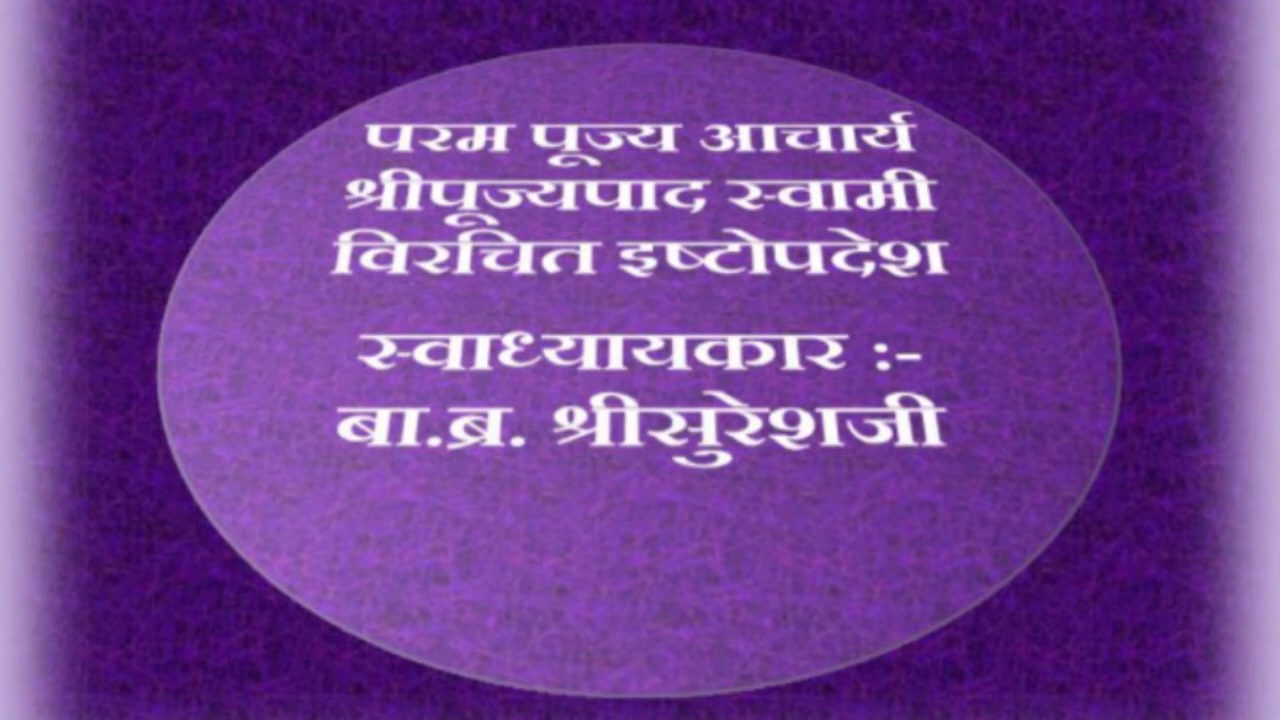 परम पूज्य आचार्य
श्रीपूज्यपाद स्वामी
विरचित इष्टोपदेश
स्वाध्यायकार :-
बा.ब्र. श्रीसुरेशजी